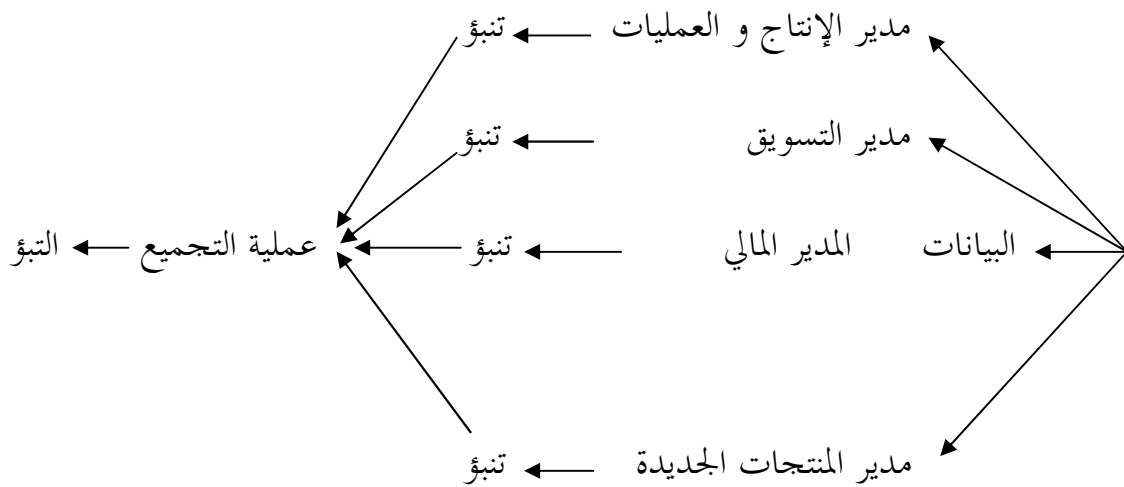 مدير الإنتاج و العمليات تنبؤ
مدير التسويق تنبؤ
البيانات المدير المالي تنبؤ عملية التجميع التبؤ
مدير المنتجات الجديدة تنبؤ